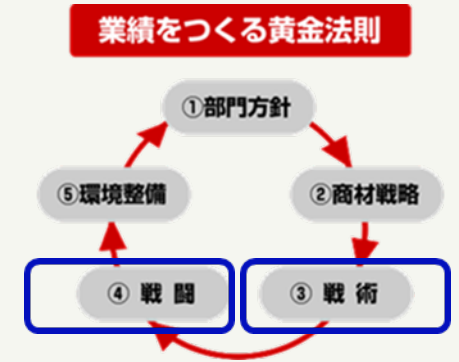 業績をつくる黄金法則
①部門方針
②商材戦略
③ 戦 術
④ 戦 闘
⑤環境整備